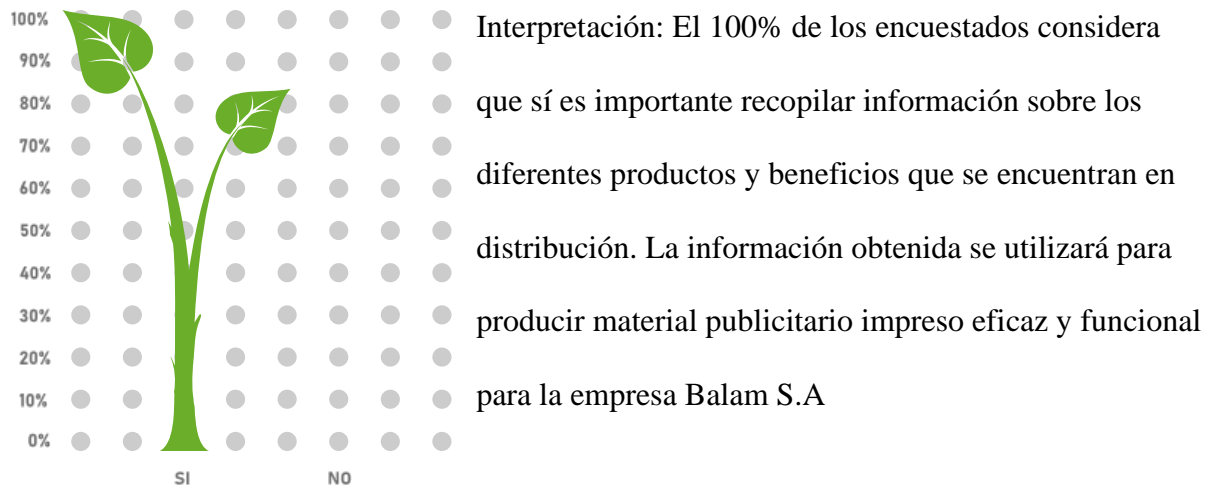 100%
90%
80%
70%
60%
50%
40%
30%
20%
10%
0%
SI
NO
Interpretación: El 100% de los encuestados considera
que sí es importante recopilar información sobre los
diferentes productos y beneficios que se encuentran en
distribución. La información obtenida se utilizará para
producir material publicitario impreso eficaz y funcional
para la empresa Balam S.A